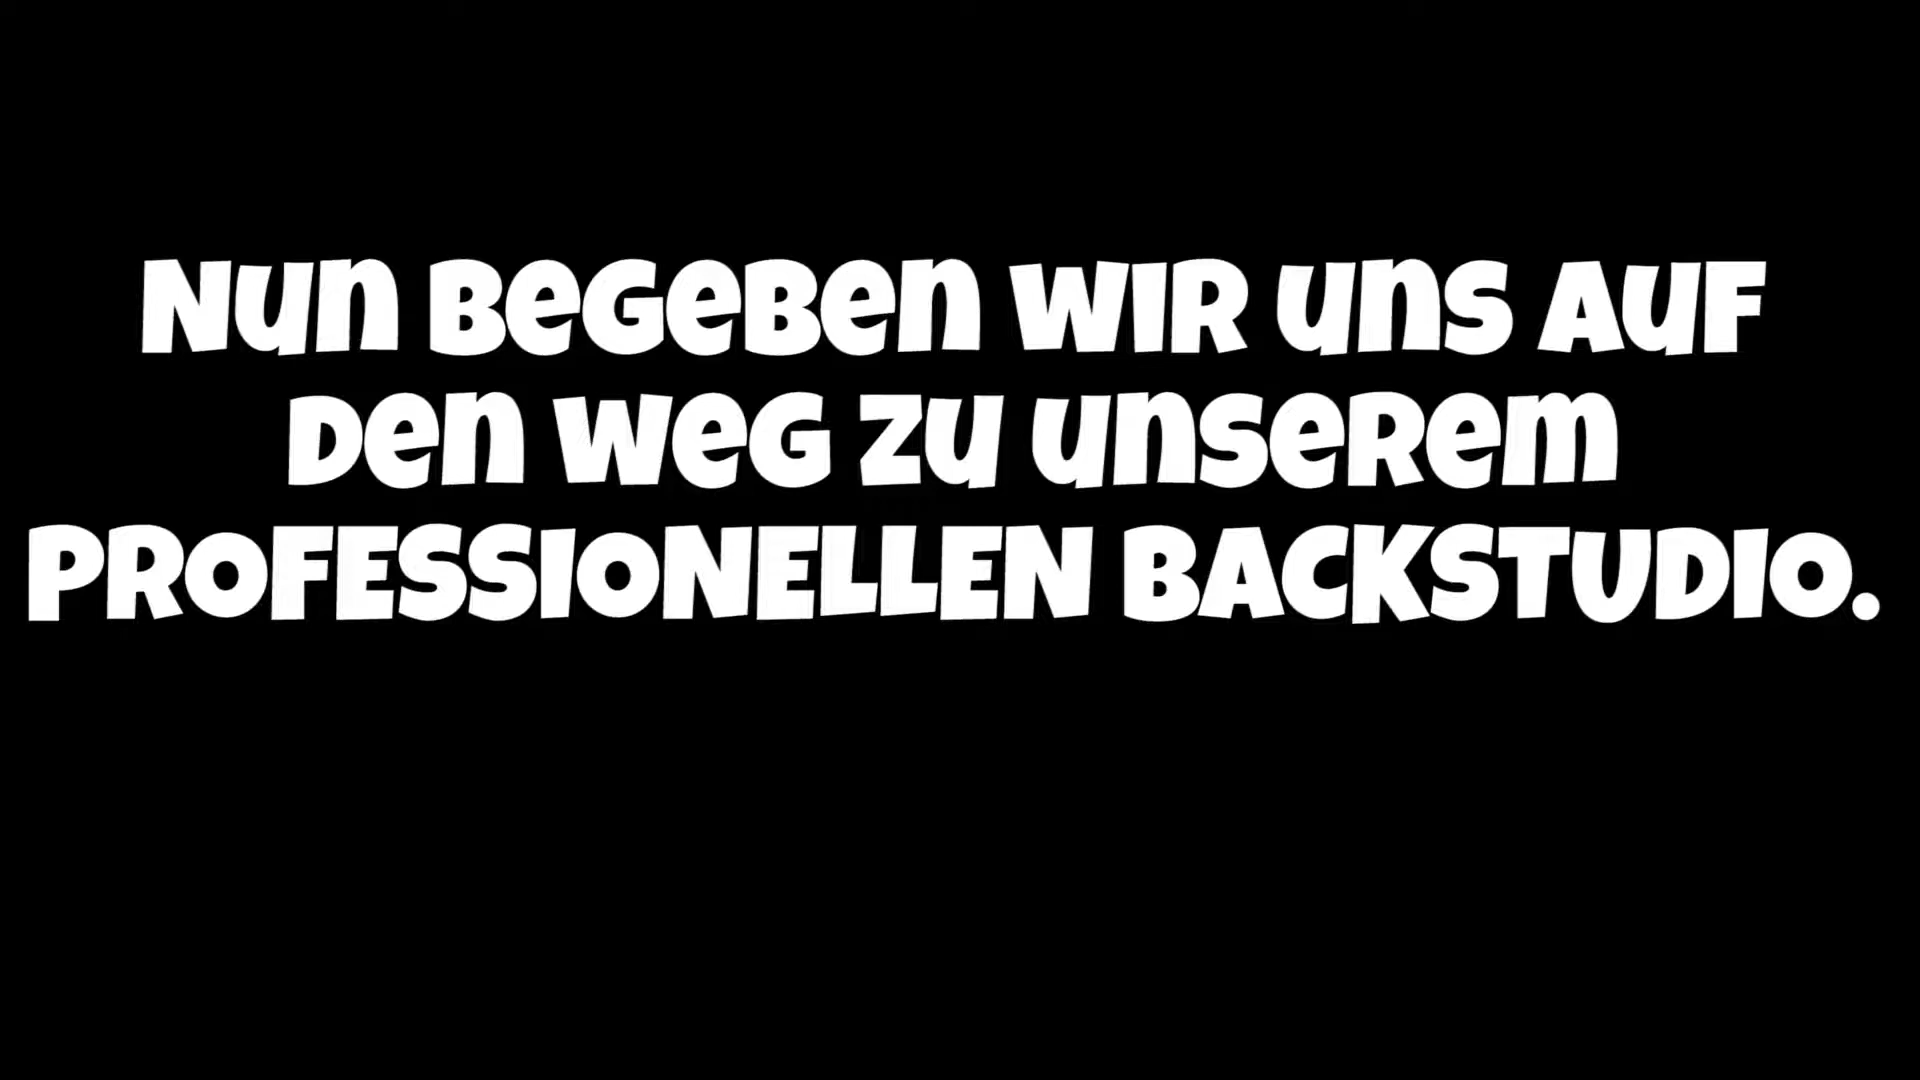 Nun begeben wir uns auf
den Weg zu unserem
PROFESSIONELLEN BACKSTUDIO.